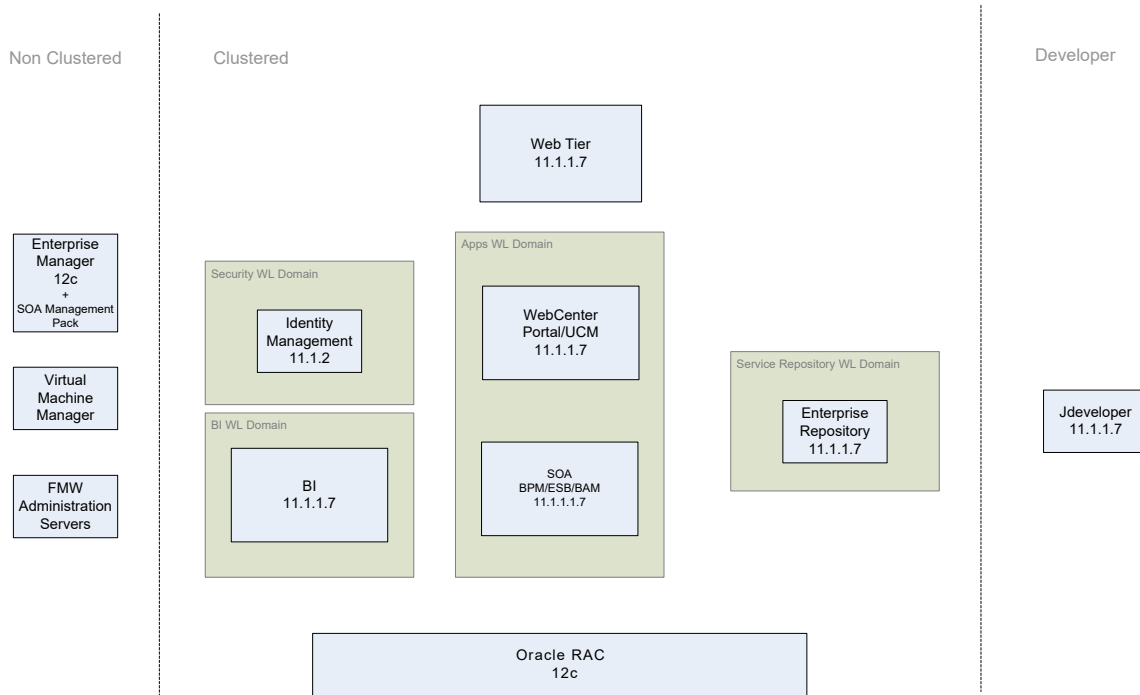 Non Clustered
Clustered
Developer
Web Tier
11.1.1.7
Enterprise
Manager
12c
+
SOA Management
Pack
Virtual
Machine
Manager
FMW
Administration
Servers
Security WL Domain
Identity
Management
11.1.2
BI WL Domain
BI
11.1.1.7
Apps WL Domain
WebCenter
Portal/UCM
11.1.1.7
SOA
BPM/ESB/BAM
11.1.1.1.7
Service Repository WL Domain
Enterprise
Repository
11.1.1.7
Jdeveloper
11.1.1.7
Oracle RAC
12c